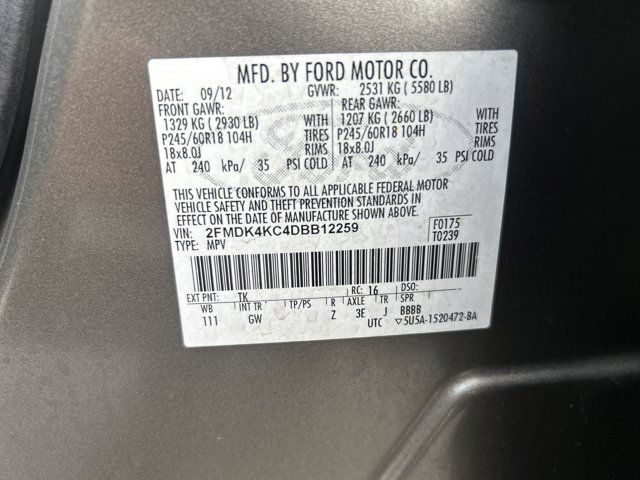 MFD. BY FORD MOTOR CO.
DATE: 09/12 GVWR: 2531 KG ( 5580 LB)
FRONT GAWR: REAR GAWR:
1329 KG ( 2930 LB) WITH 1207 KG ( 2660 LB) WITH
P245/60R18 104H TIRES P245/60R18 104H TIRES
18x8.0J RIMS 18x8.0J RIMS
AT 240 kPa/ 35 PSI COLD AT 240 kPa/ 35 PSI COLD
THIS VEHICLE CONFORMS TO ALL APPLICABLE FEDERAL MOTOR
VEHICLE SAFETY AND THEFT PREVENTION STANDARDS IN
EFFECT ON THE DATE OF MANUFACTURE SHOWN ABOVE.
VIN: 2FMDK4KC4DBB12259 F0175
TYPE: MPV T0239
EXT PNT: TK RC: 16 DSO:
WB INT TR TP/PS R AXLE TR SPR
111 GW Z 3E J BBBB
UTC ▽5U5A-1520472-BA